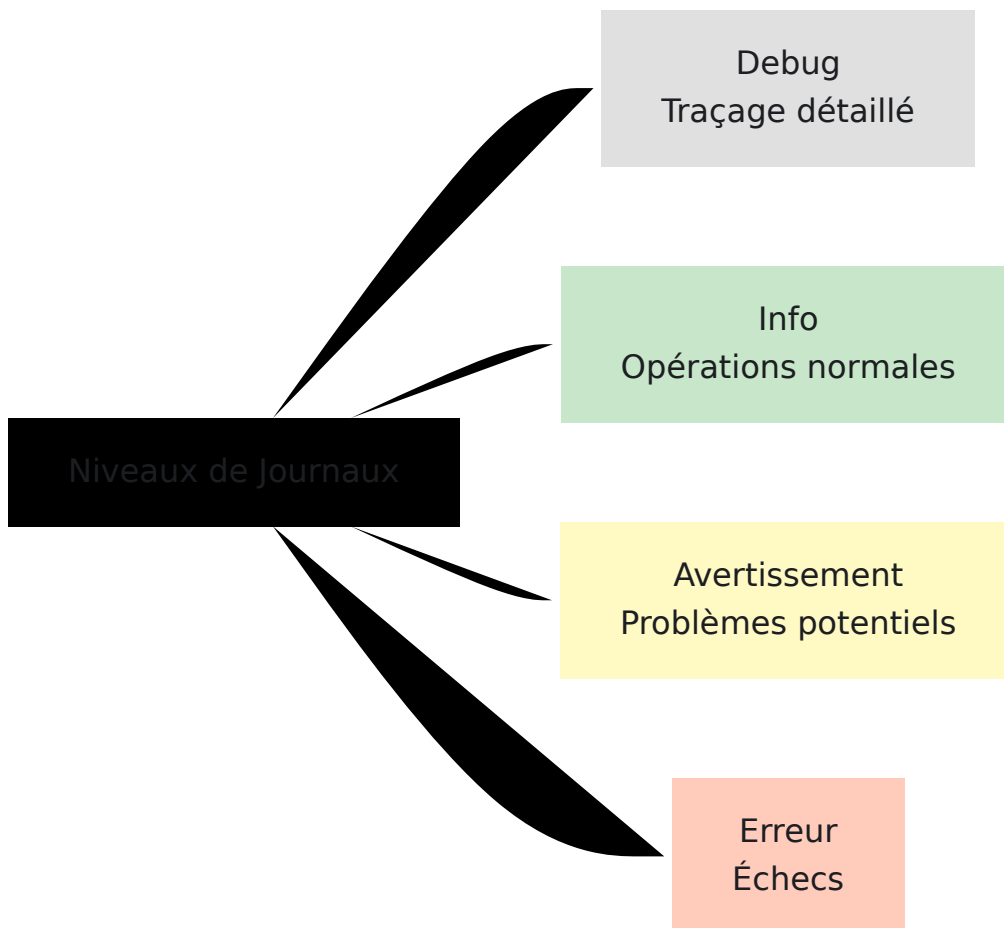 Debug
Traçage détaillé
Info
Opérations normales
Niveaux de Journaux
Avertissement
Problèmes potentiels
Erreur
Échecs